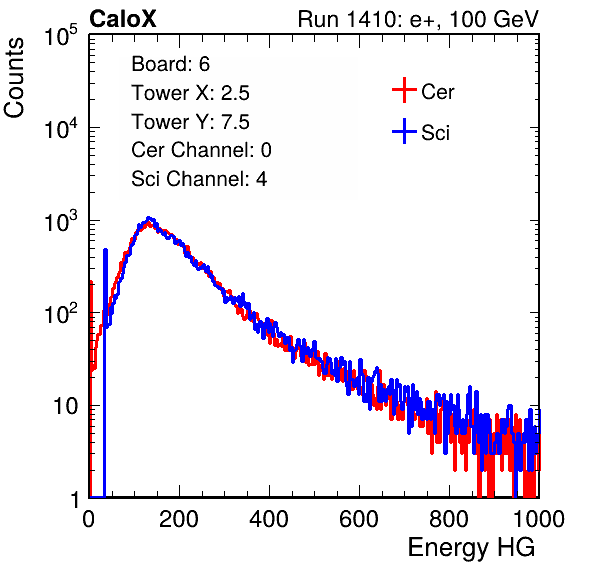 CaloX Run 1410: e+, 100 GeV
Counts
10^5
10^4
10^3
10^2
10
1
Board: 6
Tower X: 2.5
Tower Y: 7.5
Cer Channel: 0
Sci Channel: 4
Cer
Sci
0 200 400 600 800 1000
Energy HG